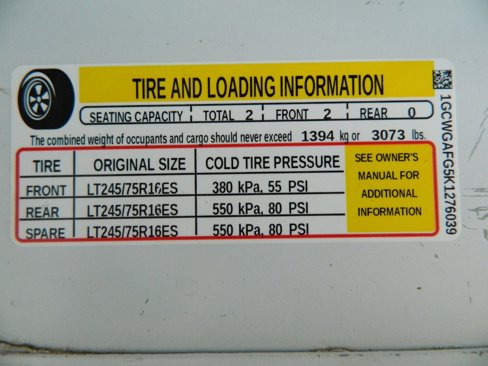 TIRE AND LOADING INFORMATION
SEATING CAPACITY TOTAL 2 FRONT 2 REAR 0
The combined weight of occupants and cargo should never exceed 1394 kg or 3073 lbs.
TIRE ORIGINAL SIZE COLD TIRE PRESSURE
FRONT LT245/75R16ES 380 kPa, 55 PSI
REAR LT245/75R16ES 550 kPa, 80 PSI
SPARE LT245/75R16ES 550 kPa, 80 PSI
SEE OWNER'S
MANUAL FOR
ADDITIONAL
INFORMATION
1GCWGAFG5K1276039